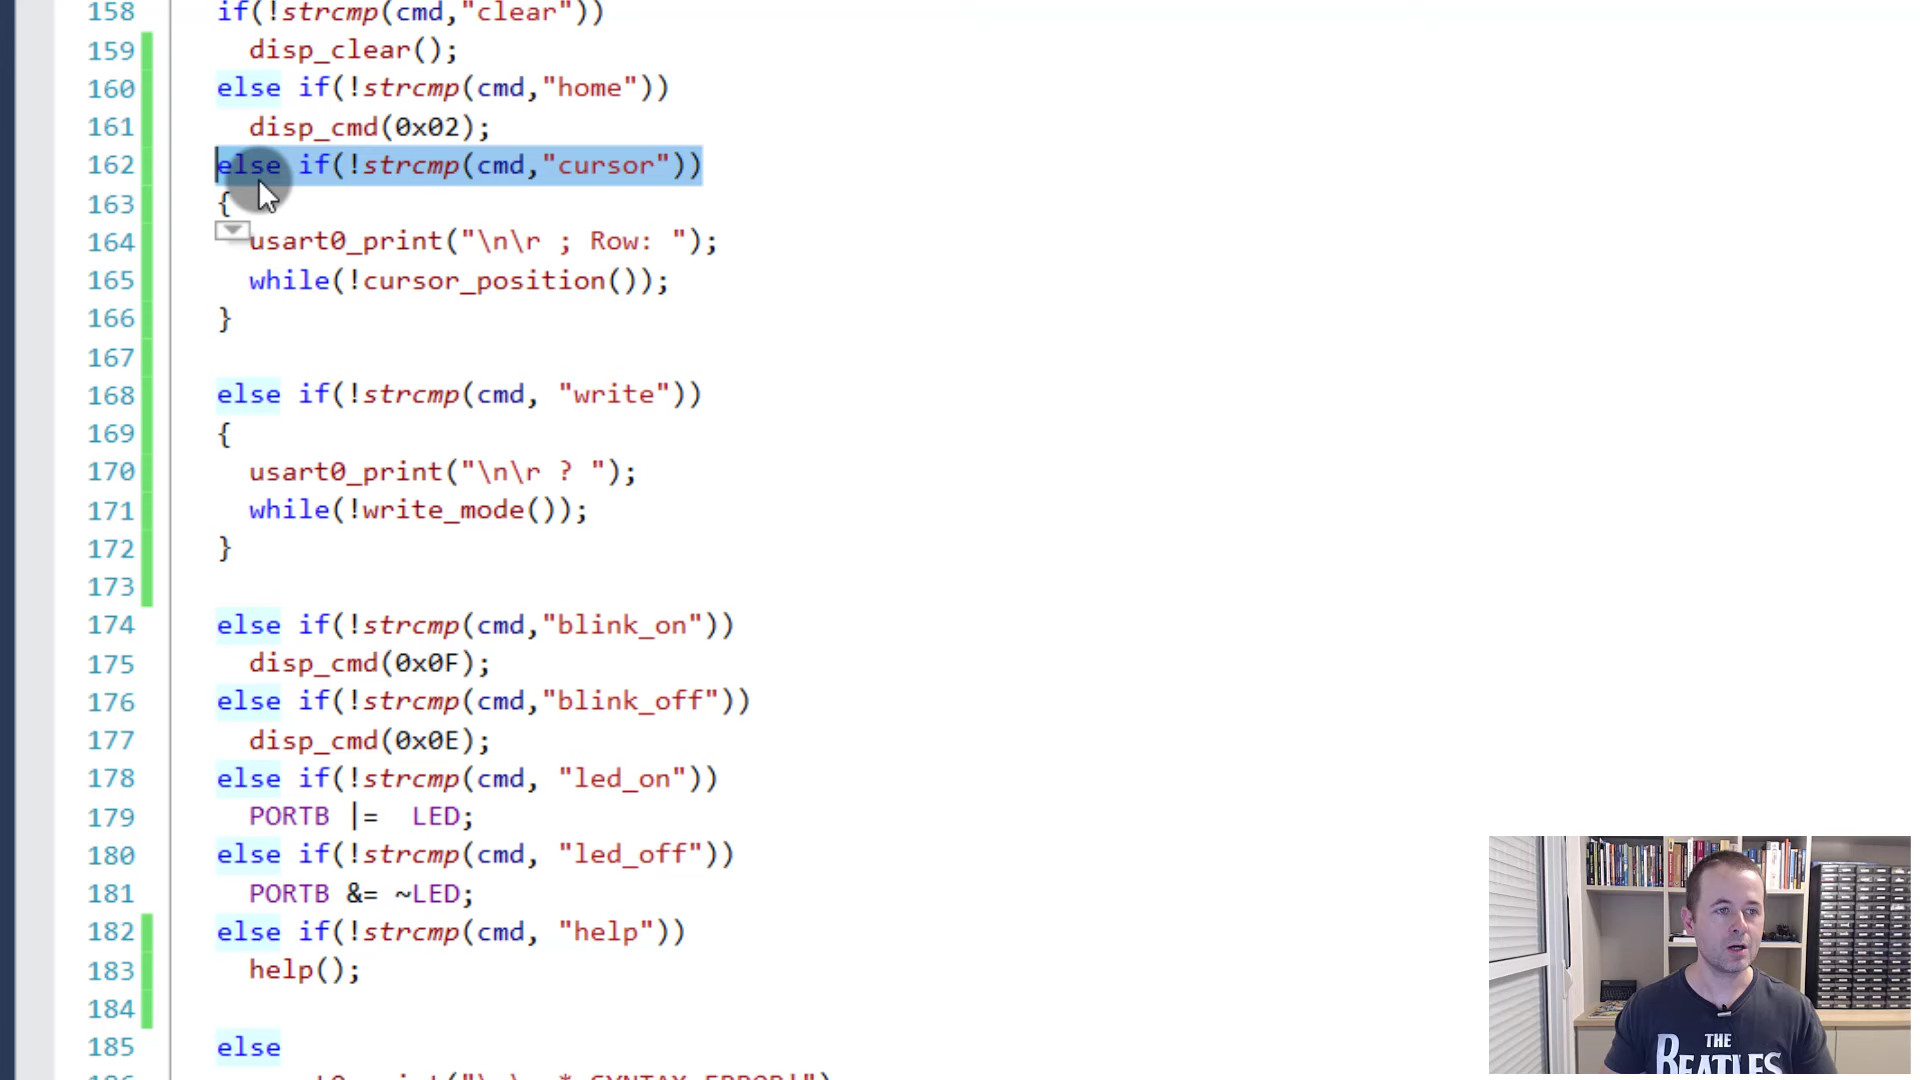 158 if(!strcmp(cmd,"clear"))
159 disp_clear();
160 else if(!strcmp(cmd,"home"))
161 disp_cmd(0x02);
162 else if(!strcmp(cmd,"cursor"))
163 {
164 usart0_print("\n\r ; Row: ");
165 while(!cursor_position());
166 }
167
168 else if(!strcmp(cmd, "write"))
169 {
170 usart0_print("\n\r ? ");
171 while(!write_mode());
172 }
173
174 else if(!strcmp(cmd,"blink_on"))
175 disp_cmd(0x0F);
176 else if(!strcmp(cmd,"blink_off"))
177 disp_cmd(0x0E);
178 else if(!strcmp(cmd, "led_on"))
179 PORTB |=  LED;
180 else if(!strcmp(cmd, "led_off"))
181 PORTB &= ~LED;
182 else if(!strcmp(cmd, "help"))
183 help();
184
185 else
THE
BEATLES